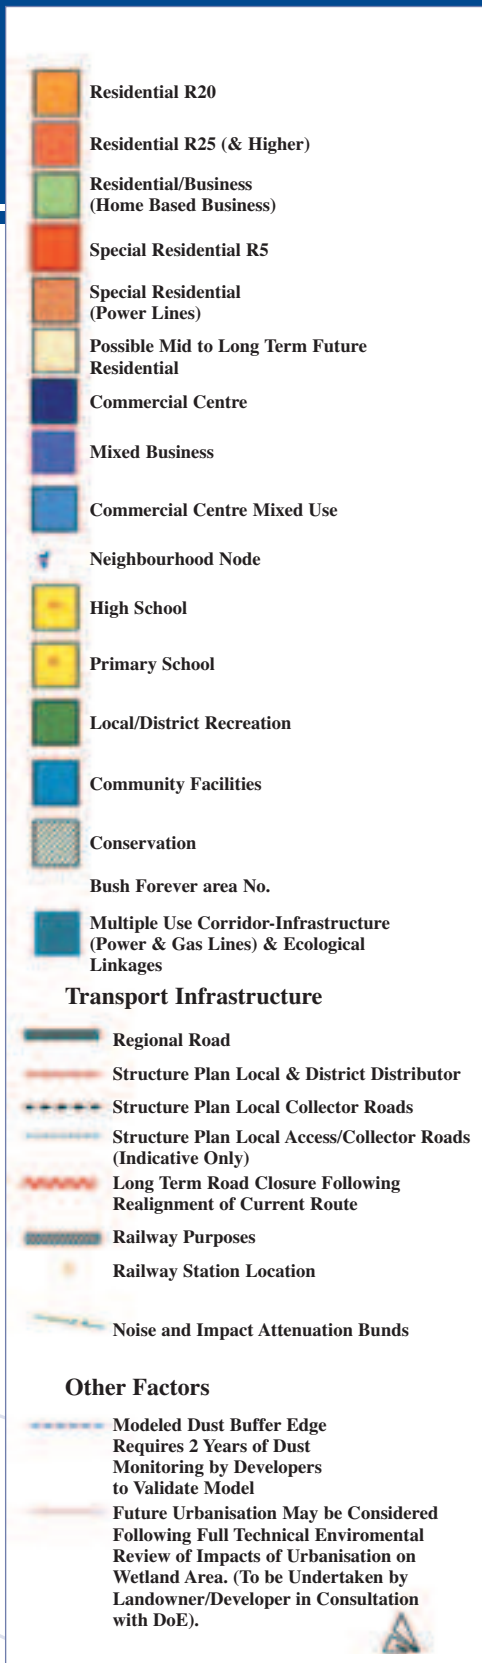 Residential R20
Residential R25 (& Higher)
Residential/Business
(Home Based Business)
Special Residential R5
Special Residential
(Power Lines)
Possible Mid to Long Term Future
Residential
Commercial Centre
Mixed Business
Commercial Centre Mixed Use
Neighbourhood Node
High School
Primary School
Local/District Recreation
Community Facilities
Conservation
Bush Forever area No.
Multiple Use Corridor-Infrastructure
(Power & Gas Lines) & Ecological
Linkages
Transport Infrastructure
Regional Road
Structure Plan Local & District Distributor
Structure Plan Local Collector Roads
Structure Plan Local Access/Collector Roads
(Indicative Only)
Long Term Road Closure Following
Realignment of Current Route
Railway Purposes
Railway Station Location
Noise and Impact Attenuation Bunds
Other Factors
Modeled Dust Buffer Edge
Requires 2 Years of Dust
Monitoring by Developers
to Validate Model
Future Urbanisation May be Considered
Following Full Technical Enviromental
Review of Impacts of Urbanisation on
Wetland Area. (To be Undertaken by
Landowner/Developer in Consultation
with DoE).